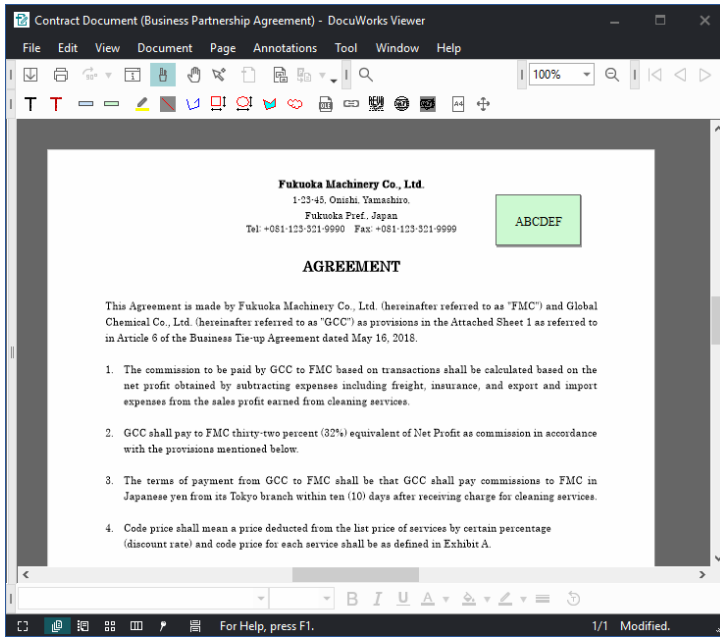 Contract Document (Business Partnership Agreement) - DocuWorks Viewer
File Edit View Document Page Annotations Tool Window Help
100%
T T
A4
Fukuoka Machinery Co., Ltd.
1-23-45, Onishi, Yamashiro,
Fukuoka Pref., Japan
Tel: +081-123-321-9990 Fax: +081-123-321-9999
ABCDEF
AGREEMENT
This Agreement is made by Fukuoka Machinery Co., Ltd. (hereinafter referred to as "FMC") and Global
Chemical Co., Ltd. (hereinafter referred to as "GCC") as provisions in the Attached Sheet 1 as referred to
in Article 6 of the Business Tie-up Agreement dated May 16, 2018.
1. The commission to be paid by GCC to FMC based on transactions shall be calculated based on the
net profit obtained by subtracting expenses including freight, insurance, and export and import
expenses from the sales profit earned from cleaning services.
2. GCC shall pay to FMC thirty-two percent (32%) equivalent of Net Profit as commission in accordance
with the provisions mentioned below.
3. The terms of payment from GCC to FMC shall be that GCC shall pay commissions to FMC in
Japanese yen from its Tokyo branch within ten (10) days after receiving charge for cleaning services.
4. Code price shall mean a price deducted from the list price of services by certain percentage
(discount rate) and code price for each service shall be as defined in Exhibit A.
B I U A
For Help, press F1.
1/1 Modified.